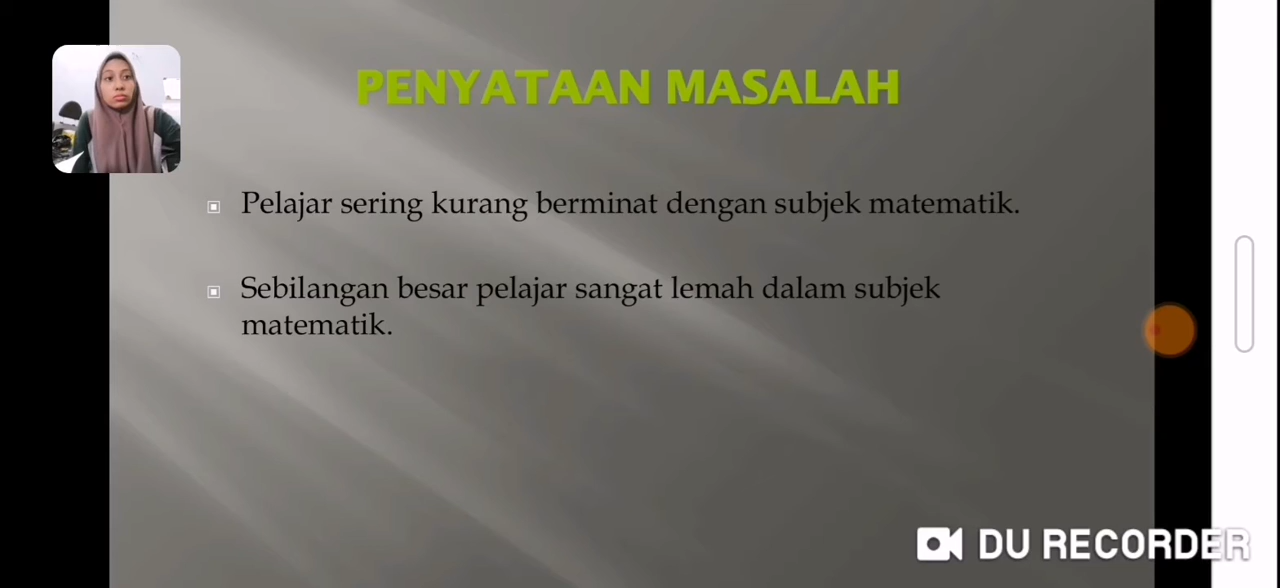 PENYATAAN MASALAH
Pelajar sering kurang berminat dengan subjek matematik.
Sebilangan besar pelajar sangat lemah dalam subjek
matematik.
DU RECORDER